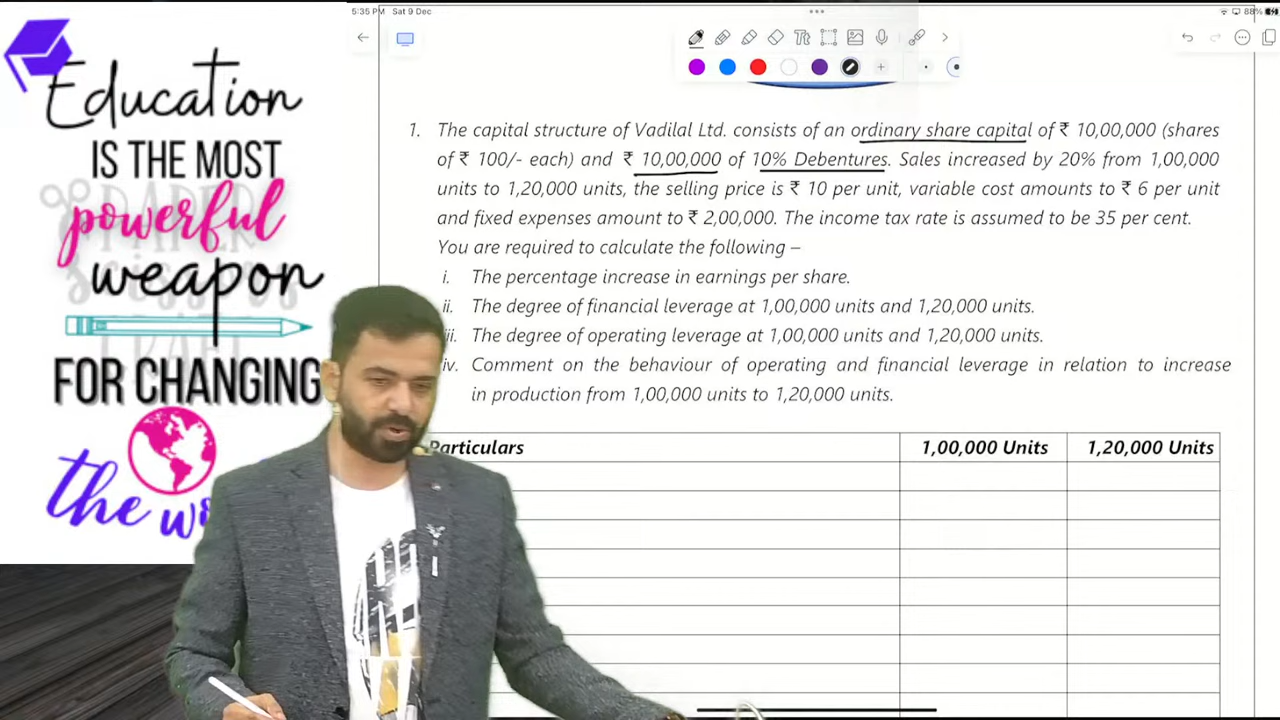 5:35 PM Sat 9 Dec
88%
Education
IS THE MOST
powerful
weapon
FOR CHANGING
the
1. The capital structure of Vadilal Ltd. consists of an ordinary share capital of ₹ 10,00,000 (shares
of ₹ 100/- each) and ₹ 10,00,000 of 10% Debentures. Sales increased by 20% from 1,00,000
units to 1,20,000 units, the selling price is ₹ 10 per unit, variable cost amounts to ₹ 6 per unit
and fixed expenses amount to ₹ 2,00,000. The income tax rate is assumed to be 35 per cent.
You are required to calculate the following –
i. The percentage increase in earnings per share.
ii. The degree of financial leverage at 1,00,000 units and 1,20,000 units.
The degree of operating leverage at 1,00,000 units and 1,20,000 units.
iv. Comment on the behaviour of operating and financial leverage in relation to increase
in production from 1,00,000 units to 1,20,000 units.
Particulars 1,00,000 Units 1,20,000 Units